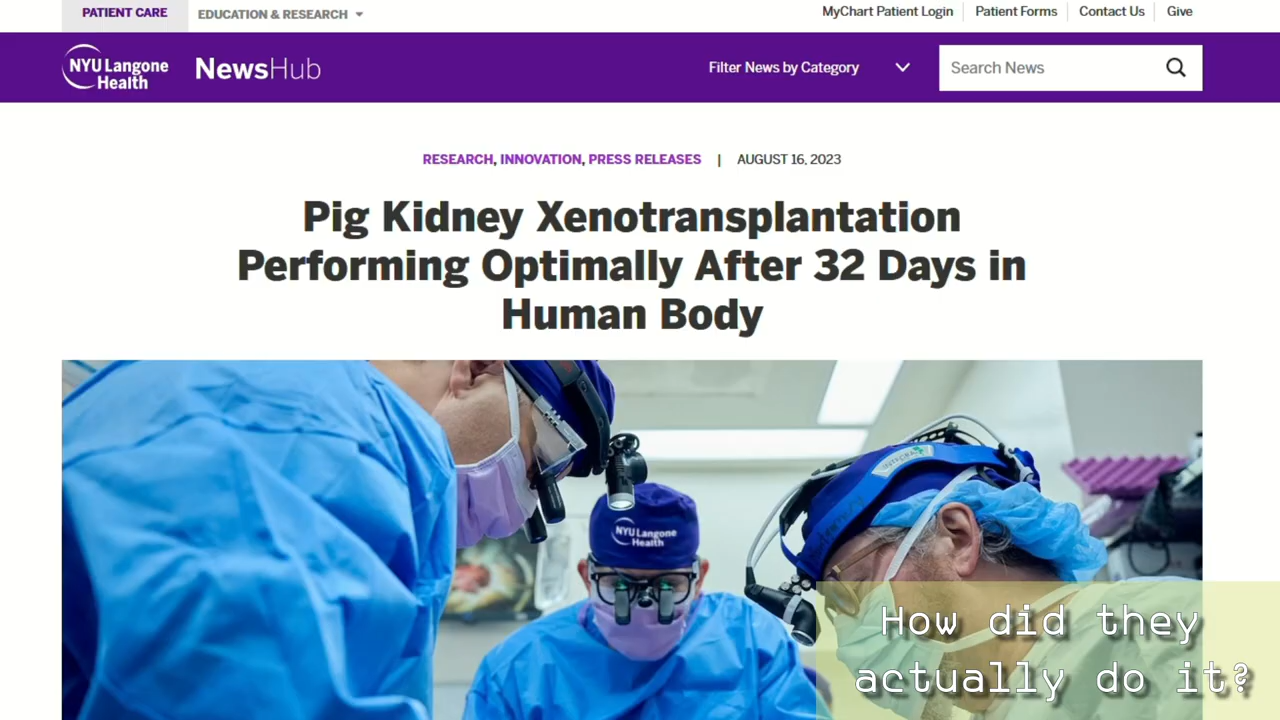 PATIENT CARE
EDUCATION & RESEARCH
MyChart Patient Login
Patient Forms
Contact Us
Give
NYU Langone
Health
NewsHub
Filter News by Category
Search News
RESEARCH, INNOVATION, PRESS RELEASES | AUGUST 16, 2023
Pig Kidney Xenotransplantation
Performing Optimally After 32 Days in
Human Body
NYU Langone
Health
INTEGRA
How did they
actually do it?